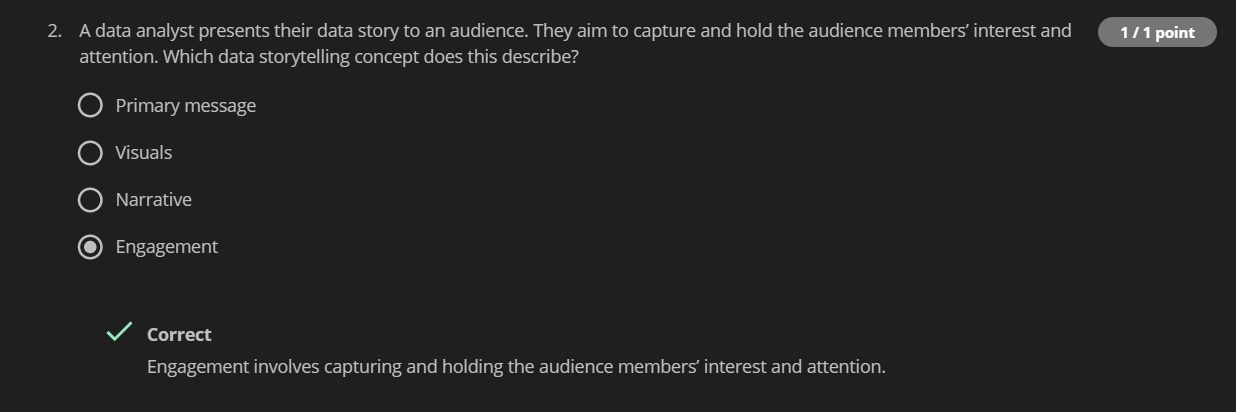 2. A data analyst presents their data story to an audience. They aim to capture and hold the audience members’ interest and
1 / 1 point
attention. Which data storytelling concept does this describe?
Primary message
Visuals
Narrative
Engagement
Correct
Engagement involves capturing and holding the audience members’ interest and attention.